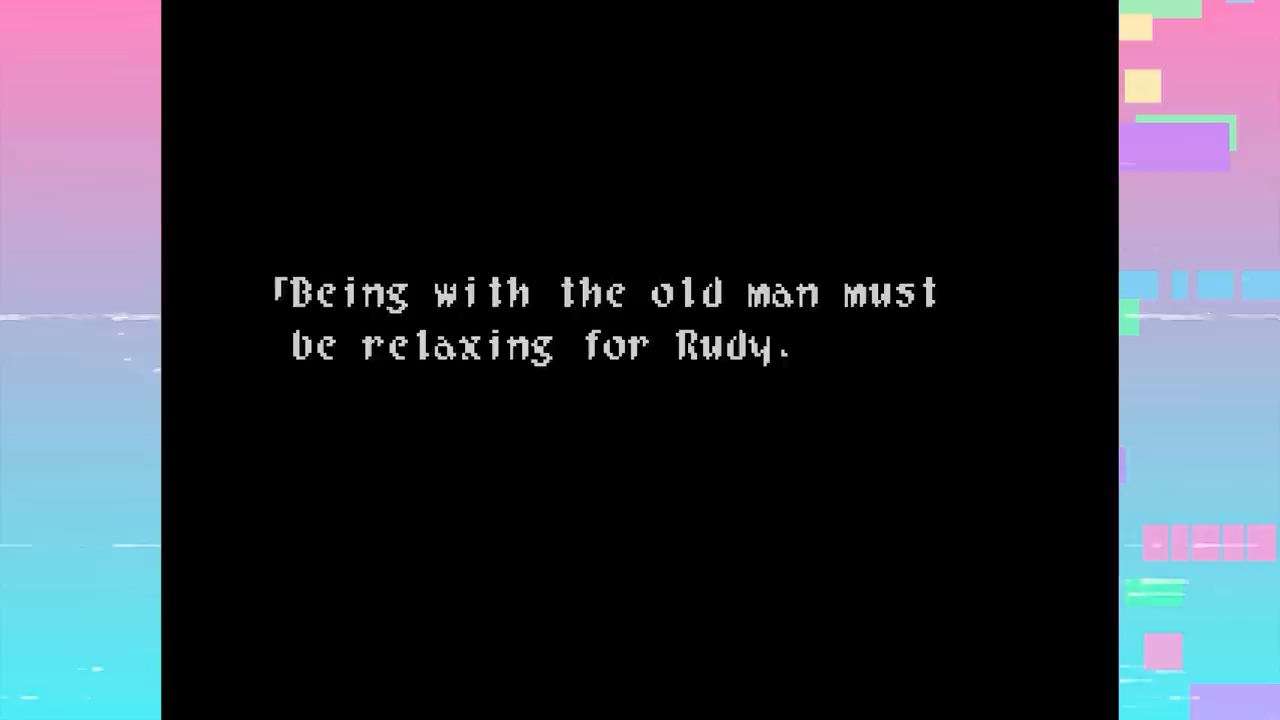 「Being with the old man must
be relaxing for Rudy.